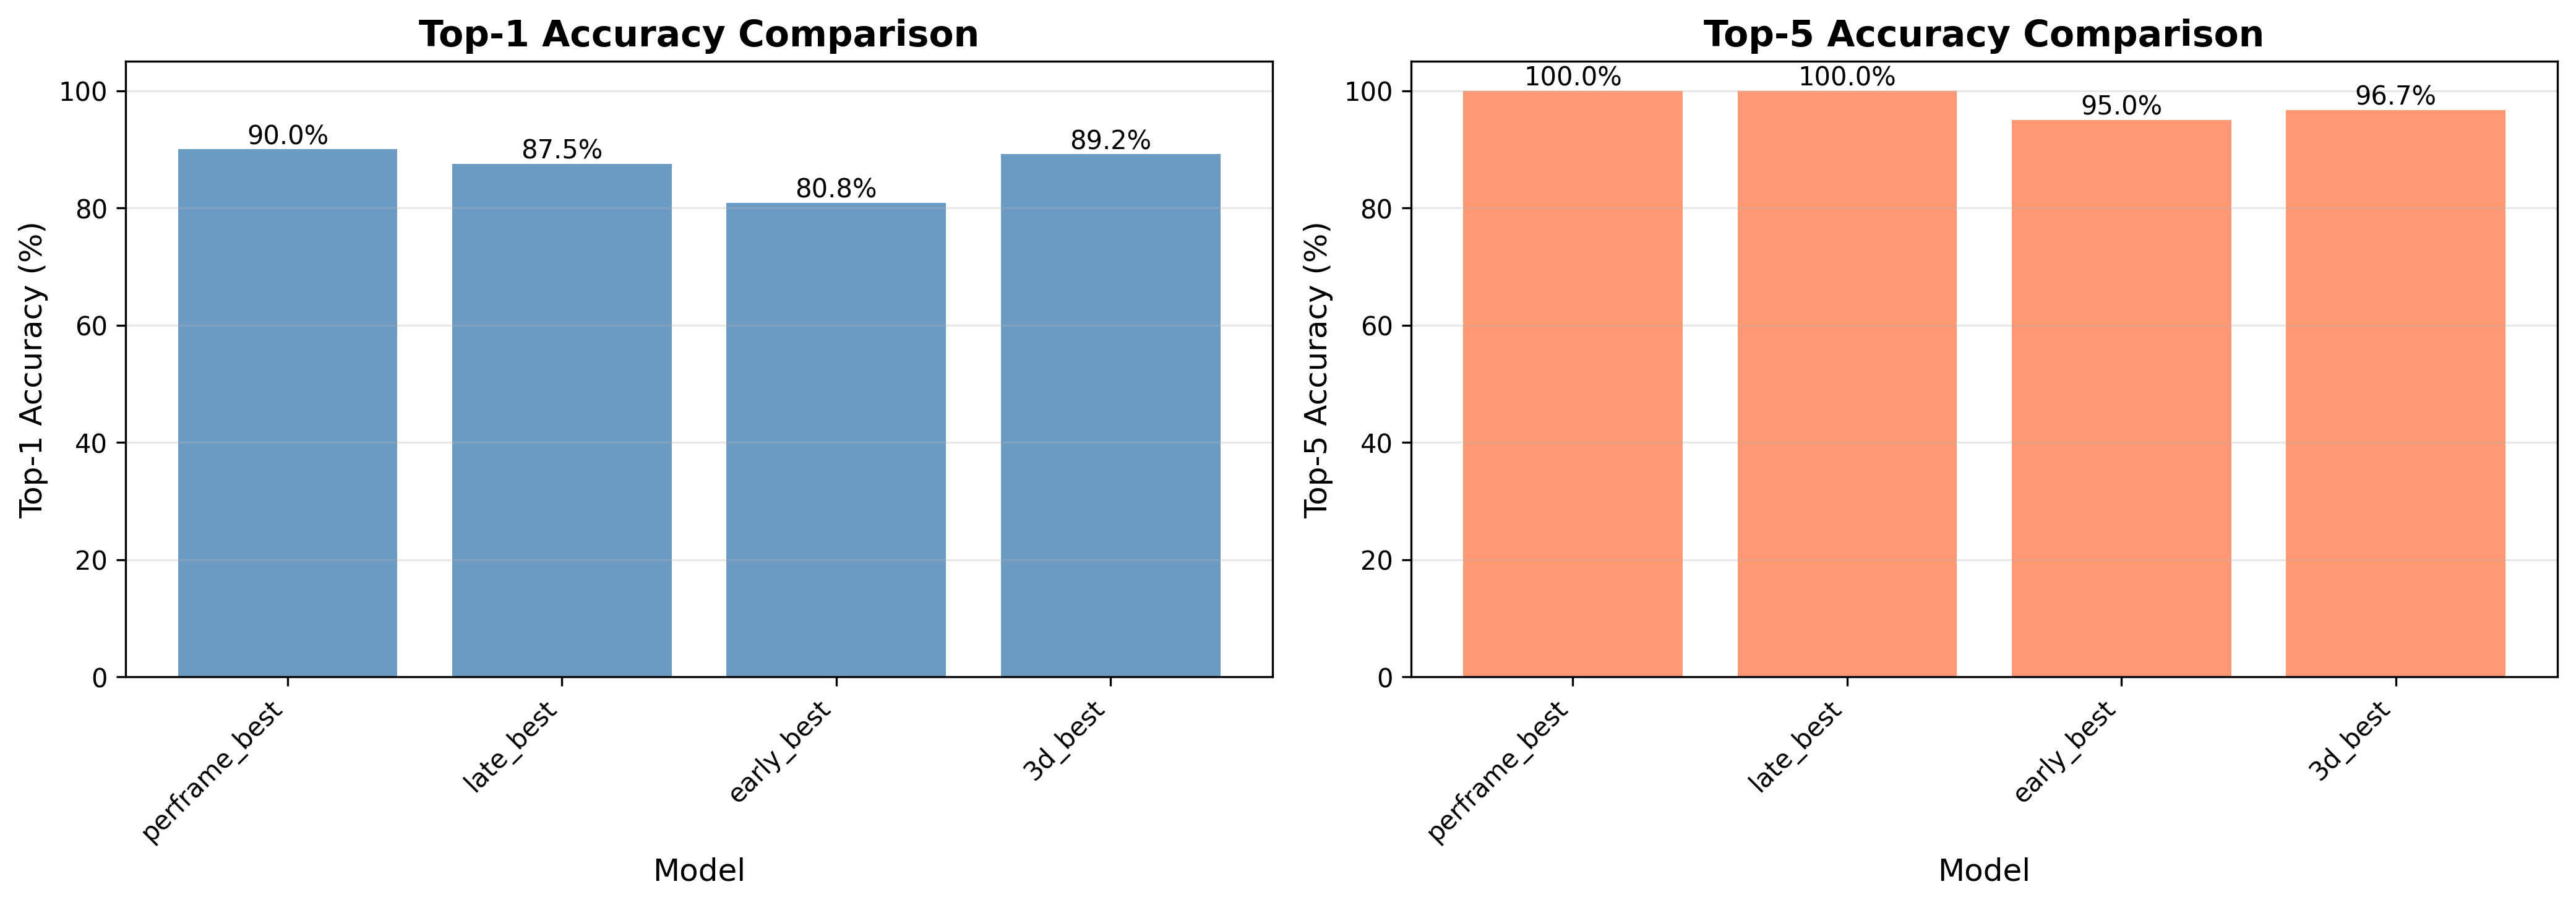 Top-1 Accuracy Comparison
Top-1 Accuracy (%)
100
80
60
40
20
0
90.0%
87.5%
80.8%
89.2%
perframe_best
late_best
early_best
3d_best
Model
Top-5 Accuracy Comparison
Top-5 Accuracy (%)
100
80
60
40
20
0
100.0%
100.0%
95.0%
96.7%
perframe_best
late_best
early_best
3d_best
Model